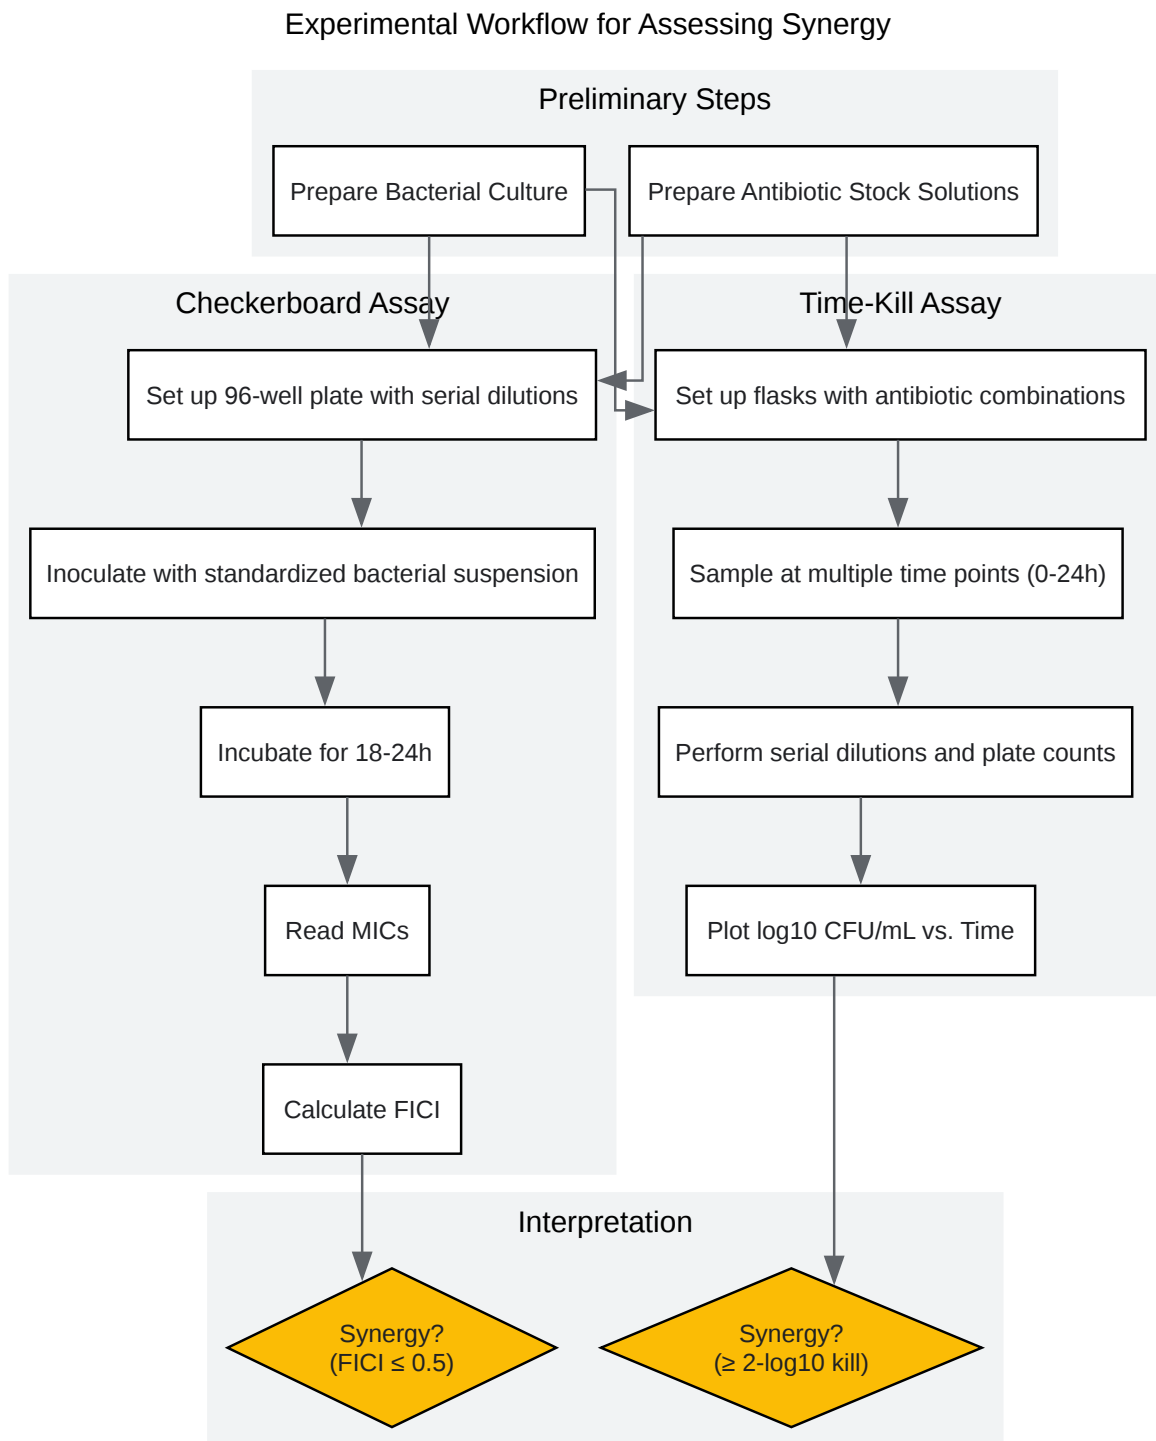 Experimental Workflow for Assessing Synergy
Preliminary Steps
Prepare Bacterial Culture
Prepare Antibiotic Stock Solutions
Checkerboard Assay
Set up 96-well plate with serial dilutions
Inoculate with standardized bacterial suspension
Incubate for 18-24h
Read MICs
Calculate FICI
Time-Kill Assay
Set up flasks with antibiotic combinations
Sample at multiple time points (0-24h)
Perform serial dilutions and plate counts
Plot log10 CFU/mL vs. Time
Interpretation
Synergy?
(FICI ≤ 0.5)
Synergy?
(≥ 2-log10 kill)